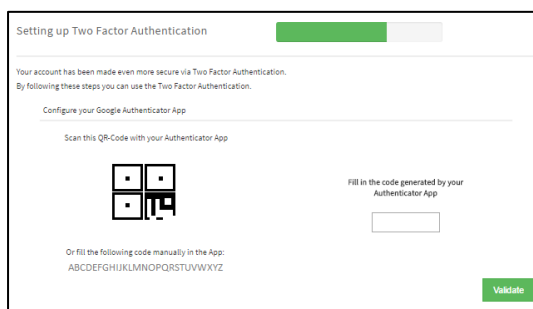 Setting up Two Factor Authentication
Your account has been made even more secure via Two Factor Authentication.
By following these steps you can use the Two Factor Authentication.
Configure your Google Authenticator App
Scan this QR-Code with your Authenticator App
Fill in the code generated by your
Authenticator App
Or fill the following code manually in the App:
ABCDEFGHIJKLMNOPQRSTUVWXYZ
Validate